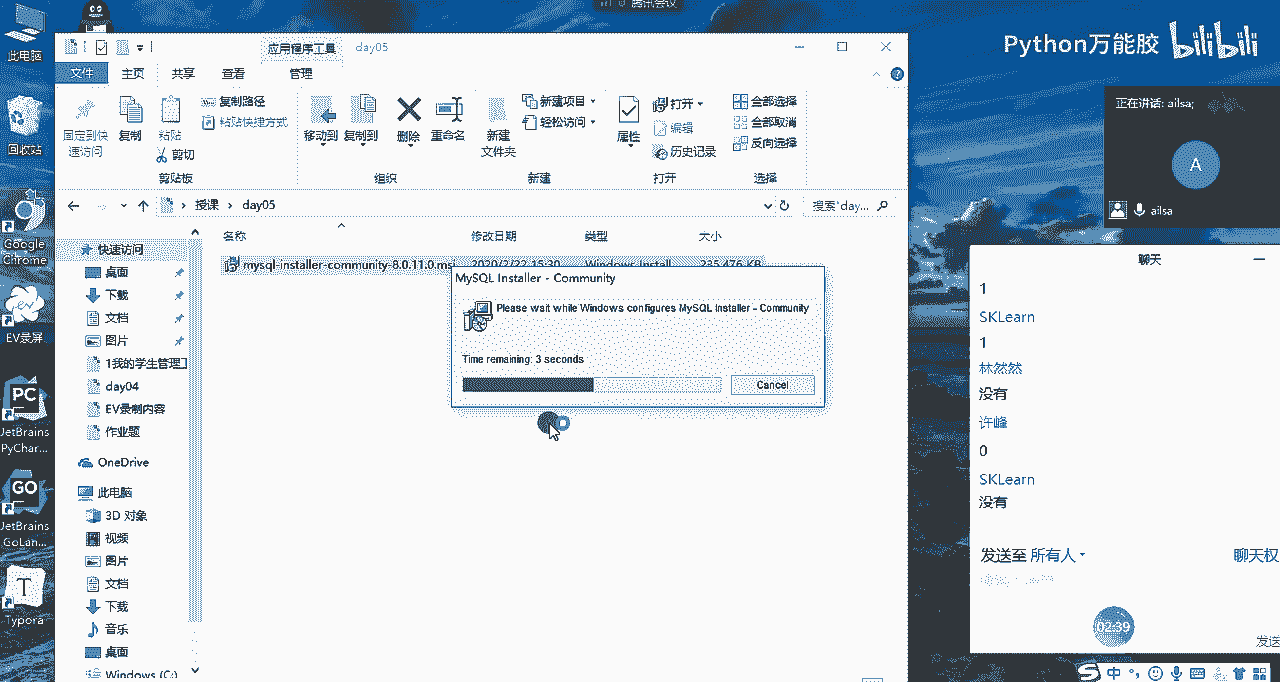 此电脑
回收站
Google
Chrome
EV录屏
JetBrains
PyChar...
JetBrains
GoLan...
Typora
腾讯会议
应用程序工具
day05
文件
主页
共享
查看
管理
固定到快
速访问
复制
粘贴
复制路径
粘贴快捷方式
剪切
剪贴板
移动到
复制到
删除
重命名
组织
新建
文件夹
新建项目
轻松访问
新建
属性
打开
编辑
历史记录
打开
全部选择
全部取消
反向选择
选择
授课 › day05
搜索"day...
名称
修改日期
类型
大小
mysql-installer-community-8.0.11.0.msi
2020/2/22 15:30
Windows Install...
235,476 KB
快速访问
桌面
下载
文档
图片
1我的学生管理
day04
EV录制内容
作业题
OneDrive
此电脑
3D 对象
视频
图片
文档
下载
音乐
桌面
Windows (C:)
MySQL Installer - Community
Please wait while Windows configures MySQL Installer - Community
Time remaining: 3 seconds
Cancel
Python万能胶 bilibili
正在讲话: ailsa;
A
ailsa
聊天
1
SKLearn
1
林然然
没有
许峰
0
SKLearn
没有
发送至 所有人
聊天权
02:39
发送
中